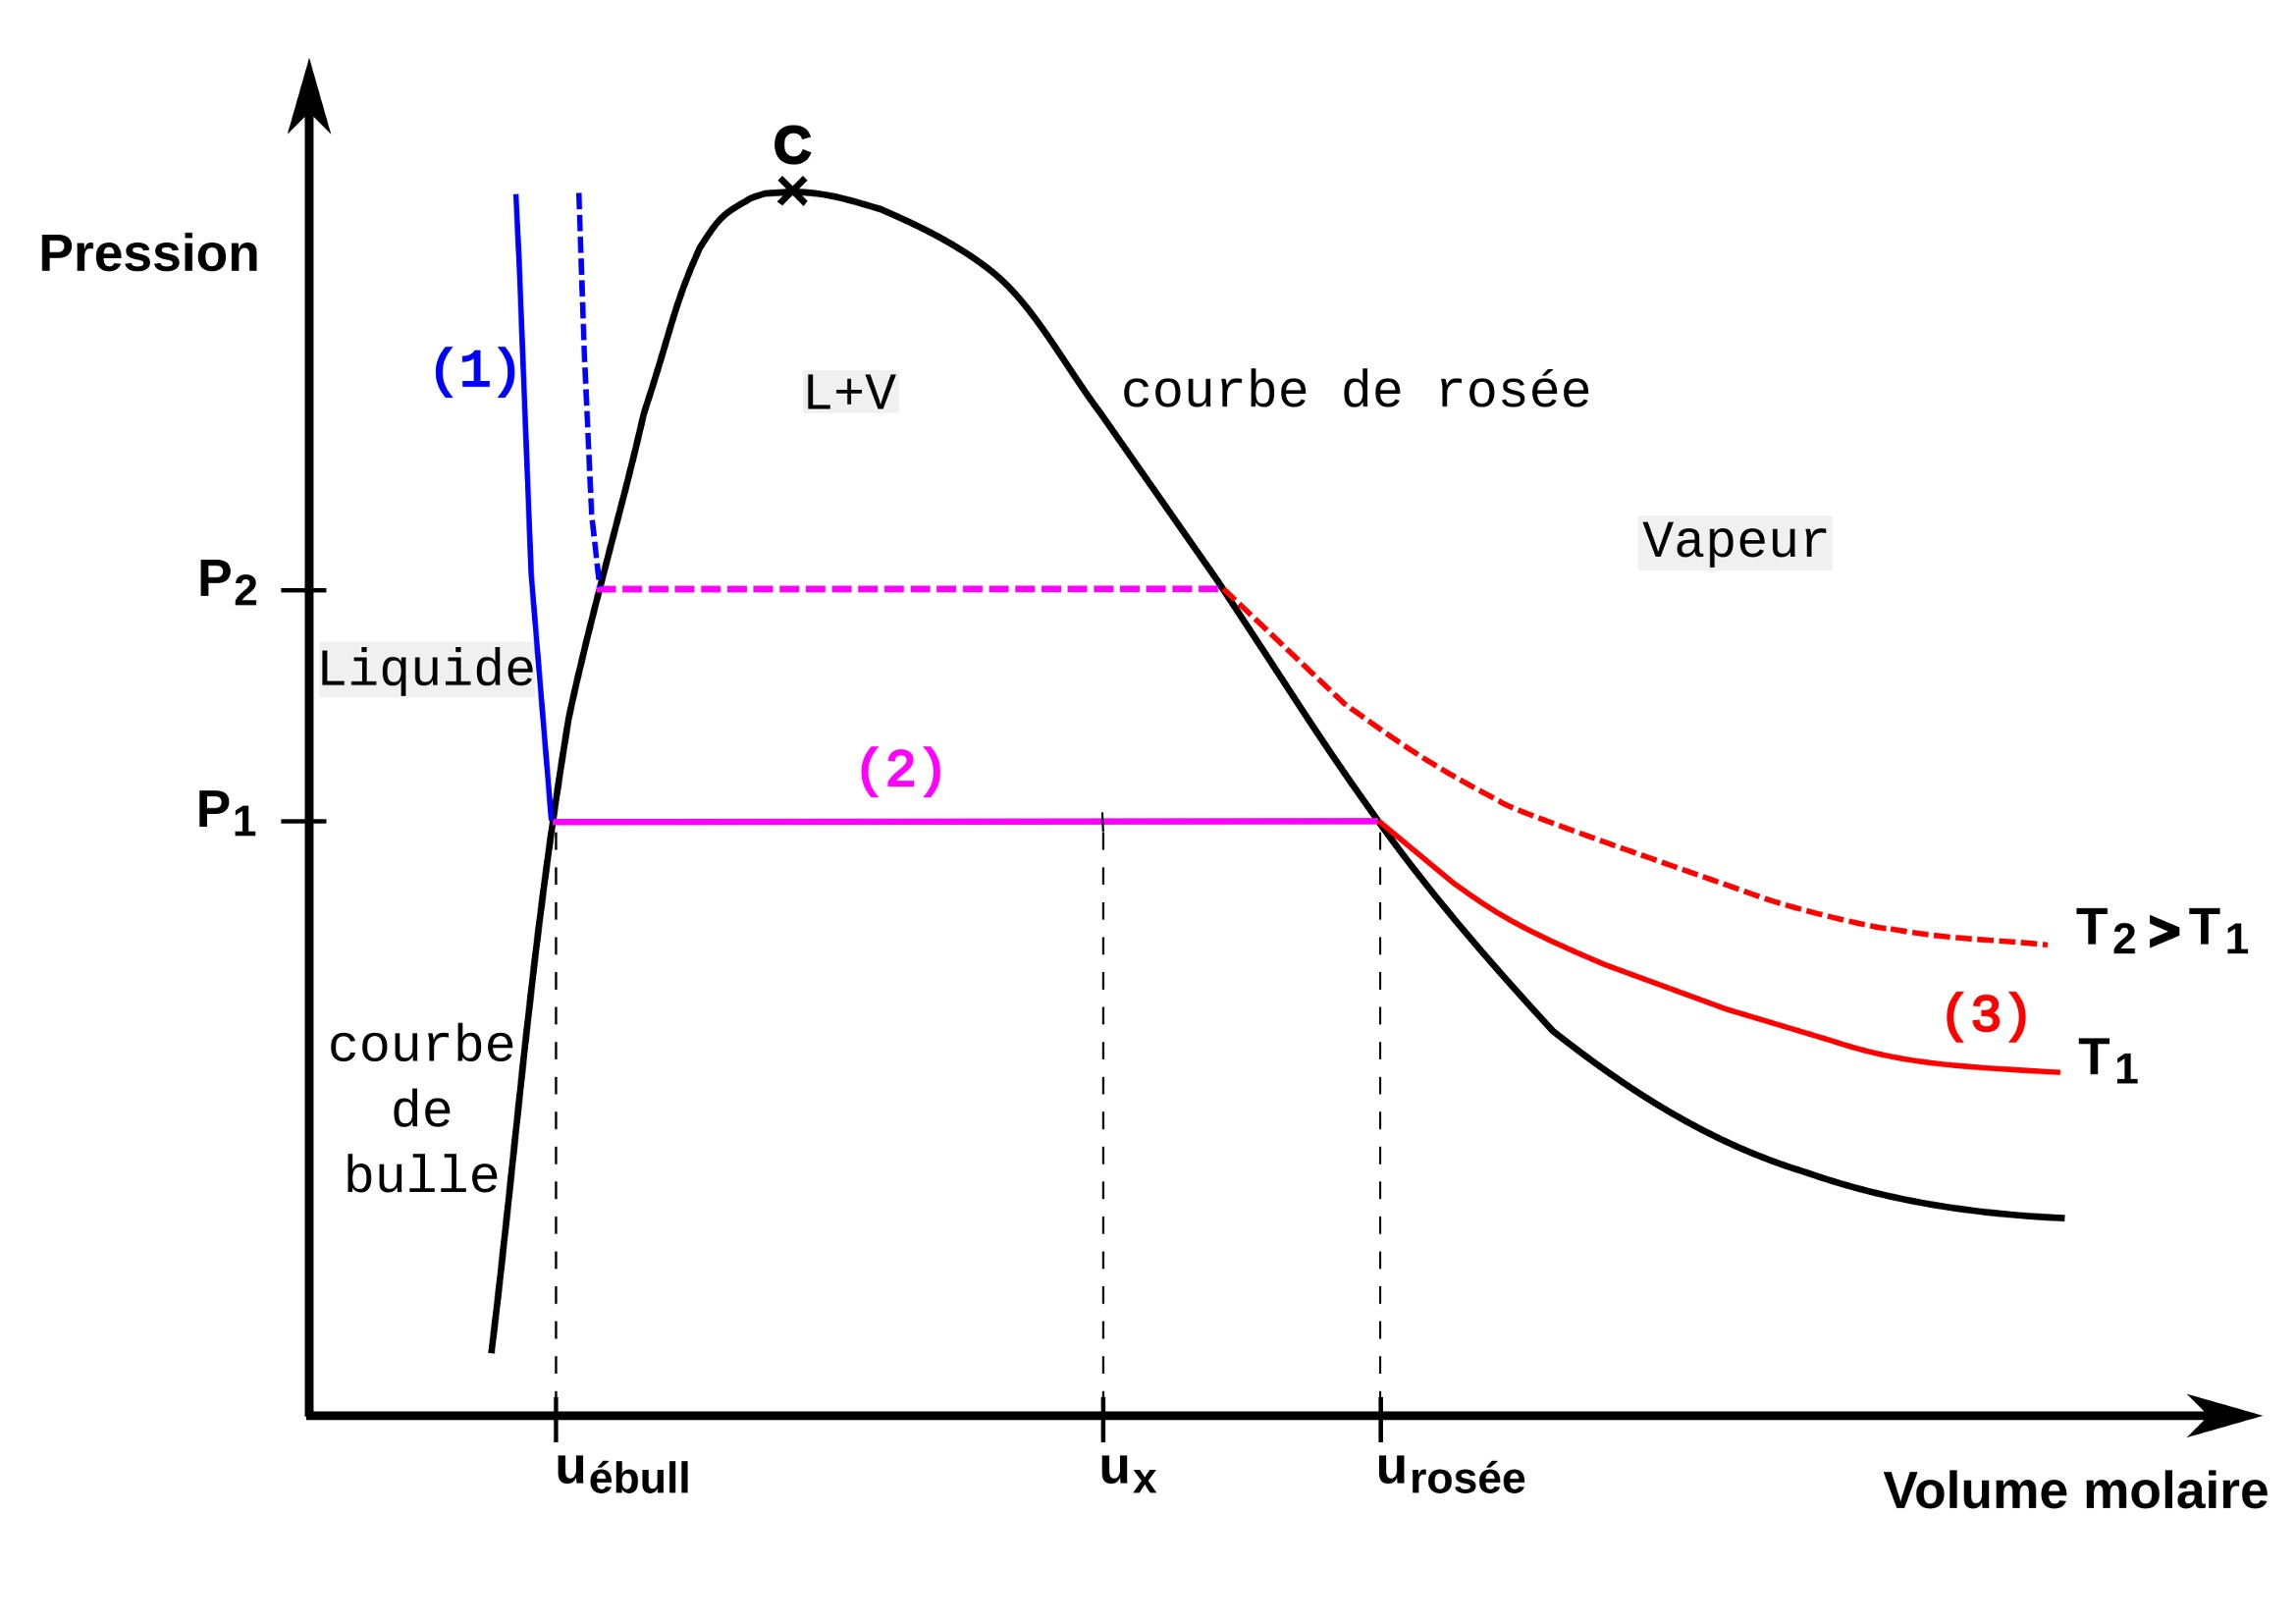 C
Pression
(1)
L+V
courbe de rosée
Vapeur
P2
Liquide
(2)
P1
T2>T1
(3)
T1
courbe
de
bulle
uébull
ux
urosée
Volume molaire